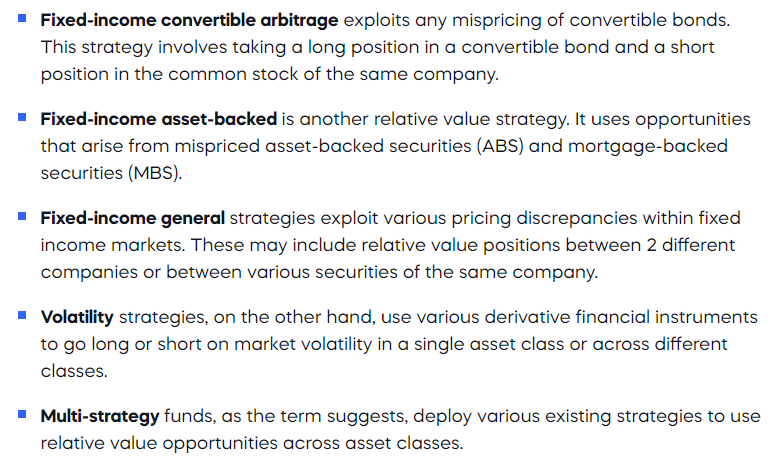 Fixed-income convertible arbitrage exploits any mispricing of convertible bonds.
This strategy involves taking a long position in a convertible bond and a short
position in the common stock of the same company.
Fixed-income asset-backed is another relative value strategy. It uses opportunities
that arise from mispriced asset-backed securities (ABS) and mortgage-backed
securities (MBS).
Fixed-income general strategies exploit various pricing discrepancies within fixed
income markets. These may include relative value positions between 2 different
companies or between various securities of the same company.
Volatility strategies, on the other hand, use various derivative financial instruments
to go long or short on market volatility in a single asset class or across different
classes.
Multi-strategy funds, as the term suggests, deploy various existing strategies to use
relative value opportunities across asset classes.